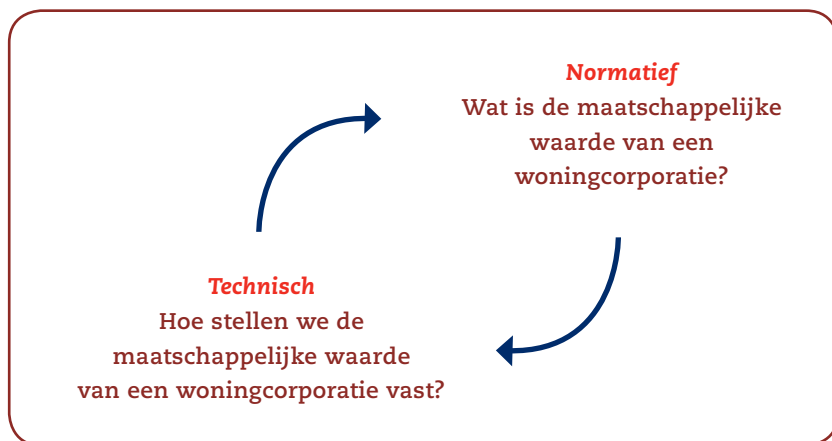 Normatief
Wat is de maatschappelijke
waarde van een
woningcorporatie?
Technisch
Hoe stellen we de
maatschappelijke waarde
van een woningcorporatie vast?